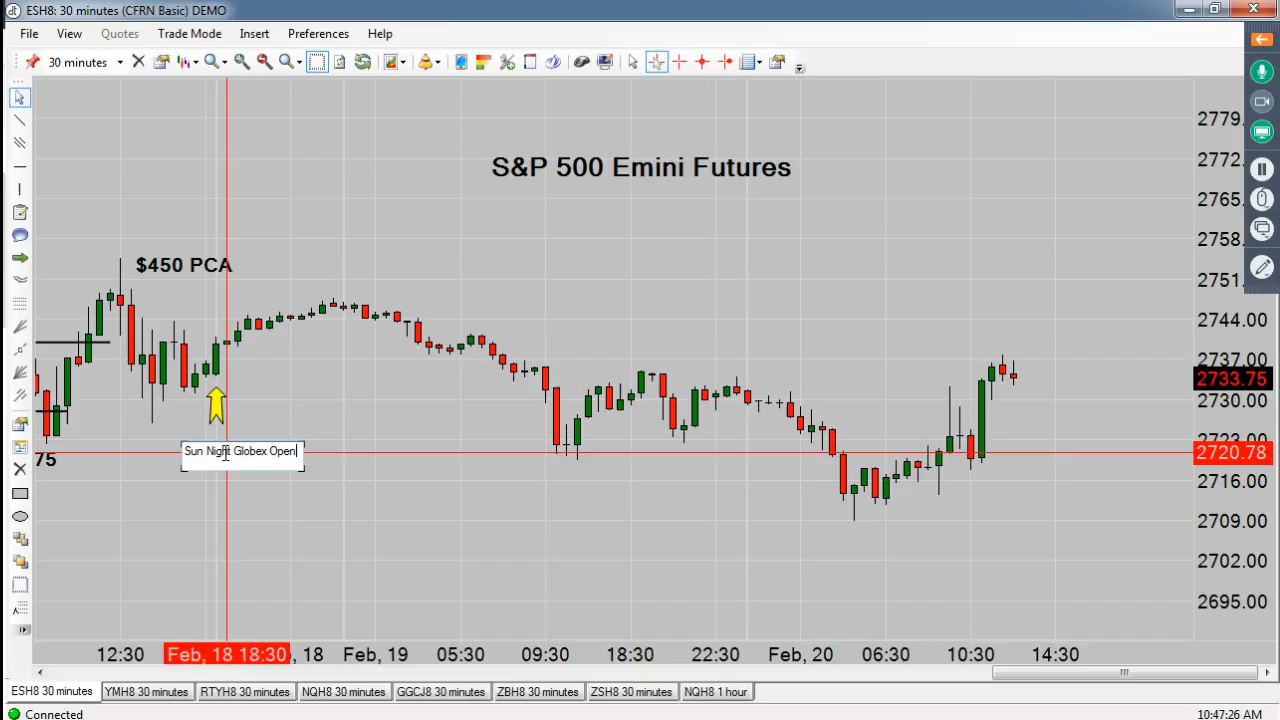 ESH8: 30 minutes (CFRN Basic) DEMO
File View Quotes Trade Mode Insert Preferences Help
30 minutes
S&P 500 Emini Futures
$450 PCA
Sun Night Globex Open
75
2779.
2772.
2765.
2758.
2751.
2744.00
2737.00
2733.75
2730.00
2723.00
2720.78
2716.00
2709.00
2702.00
2695.00
12:30 Feb, 18 18:30 , 18 Feb, 19 05:30 09:30 18:30 22:30 Feb, 20 06:30 10:30 14:30
ESH8 30 minutes YMH8 30 minutes RTYH8 30 minutes NQH8 30 minutes GGCJ8 30 minutes ZBH8 30 minutes ZSH8 30 minutes NQH8 1 hour
Connected 10:47:26 AM